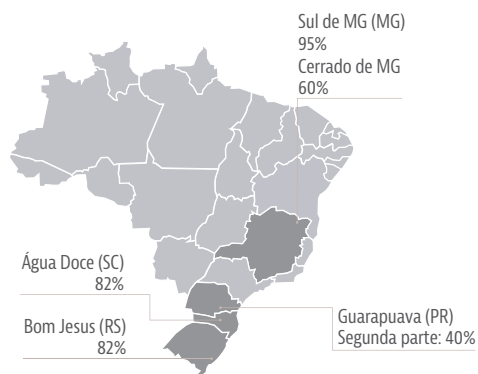 Sul de MG (MG)
95%
Cerrado de MG
60%
Água Doce (SC)
82%
Bom Jesus (RS)
82%
Guarapuava (PR)
Segunda parte: 40%